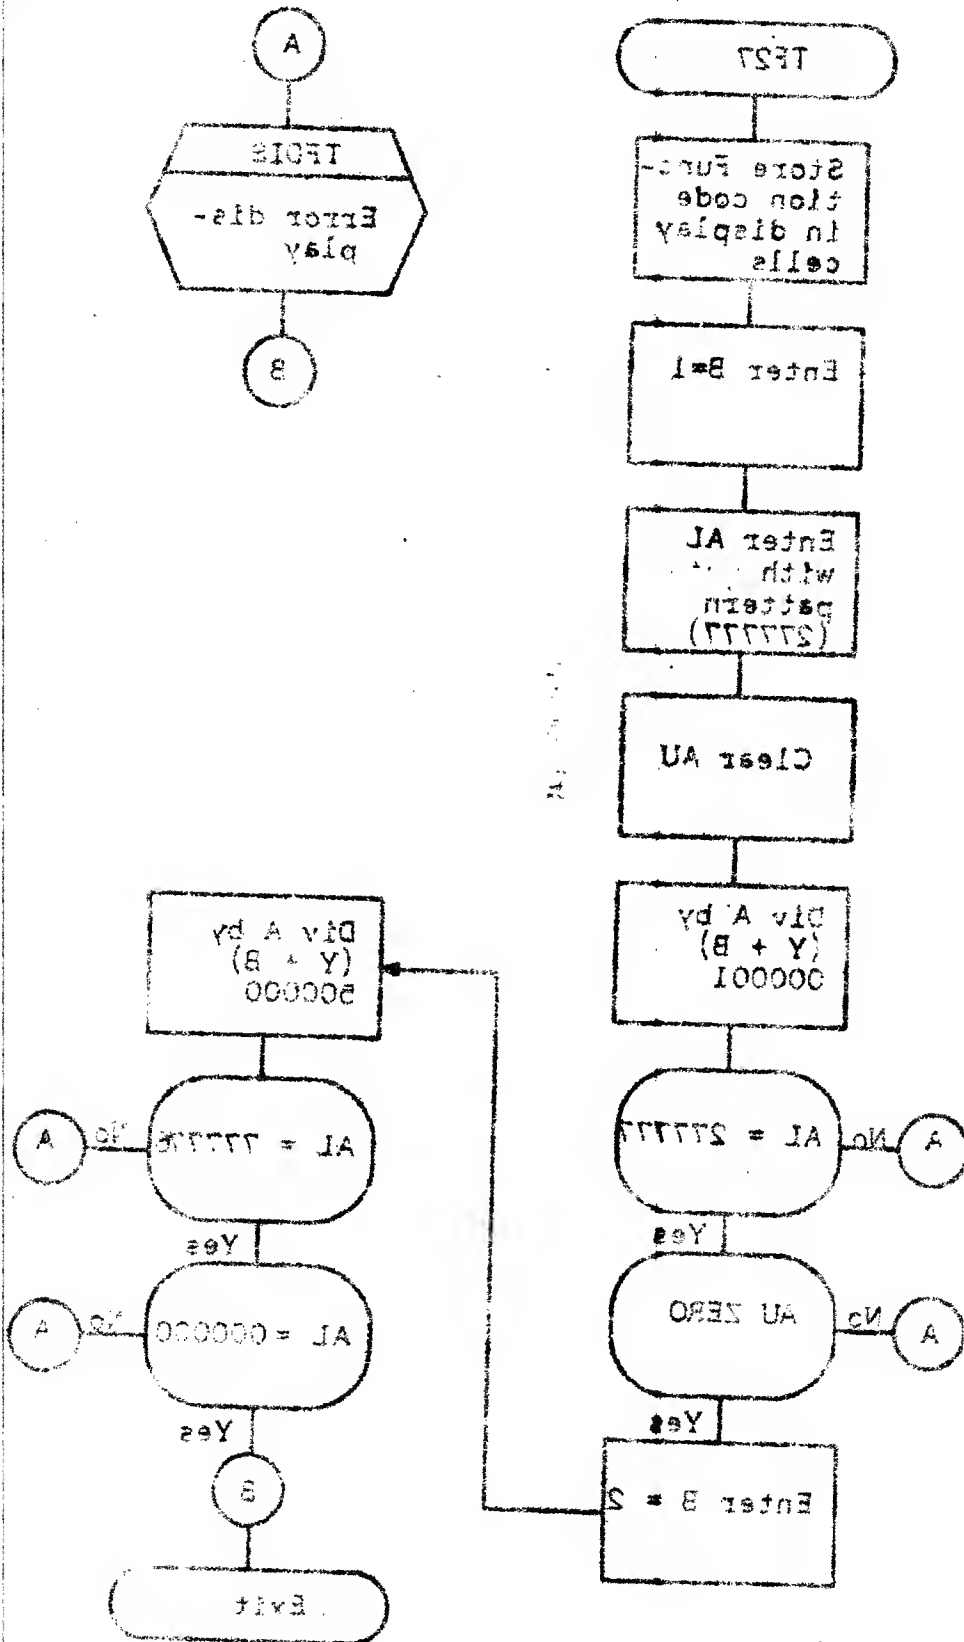 TF27
Store Func-
tion code
in display
cells
Enter B=1
Enter AL
with
pattern
(277777)
Clear AU
Div A by
(Y + B)
000001
AL = 277777
No
A
Yes
AU ZERO
No
A
Yes
Enter B = 2
A
TFDIS
Error dis-
play
B
Div A by
(Y + B)
500000
AL = 777776
No
A
Yes
AL = 000000
No
A
Yes
B
Exit